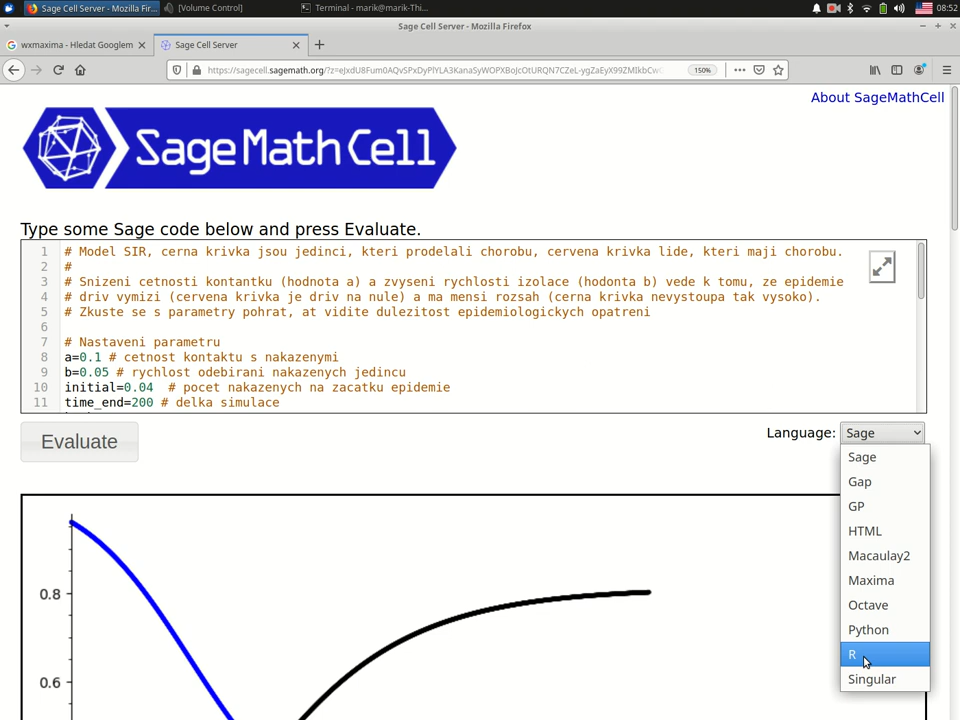 Sage Cell Server - Mozilla Fir...
[Volume Control]
Terminal - marik@marik-Thi...
08:52
Sage Cell Server - Mozilla Firefox
wxmaxima - Hledat Googlem
Sage Cell Server
150%
About SageMathCell
SageMathCell
Type some Sage code below and press Evaluate.
1 # Model SIR, cerna krivka jsou jedinci, kteri prodelali chorobu, cervena krivka lide, kteri maji chorobu.
2 #
3 # Snizeni cetnosti kontantku (hodnota a) a zvyseni rychlosti izolace (hodonta b) vede k tomu, ze epidemie
4 # driv vymizi (cervena krivka je driv na nule) a ma mensi rozsah (cerna krivka nevystoupa tak vysoko).
5 # Zkuste se s parametry pohrat, at vidite dulezitost epidemiologickych opatreni
6
7 # Nastaveni parametru
8 a=0.1 # cetnost kontaktu s nakazenymi
9 b=0.05 # rychlost odebirani nakazenych jedincu
10 initial=0.04 # pocet nakazenych na zacatku epidemie
11 time_end=200 # delka simulace
Evaluate
Language: Sage
Sage
Gap
GP
HTML
Macaulay2
Maxima
Octave
Python
R
Singular
0.8
0.6